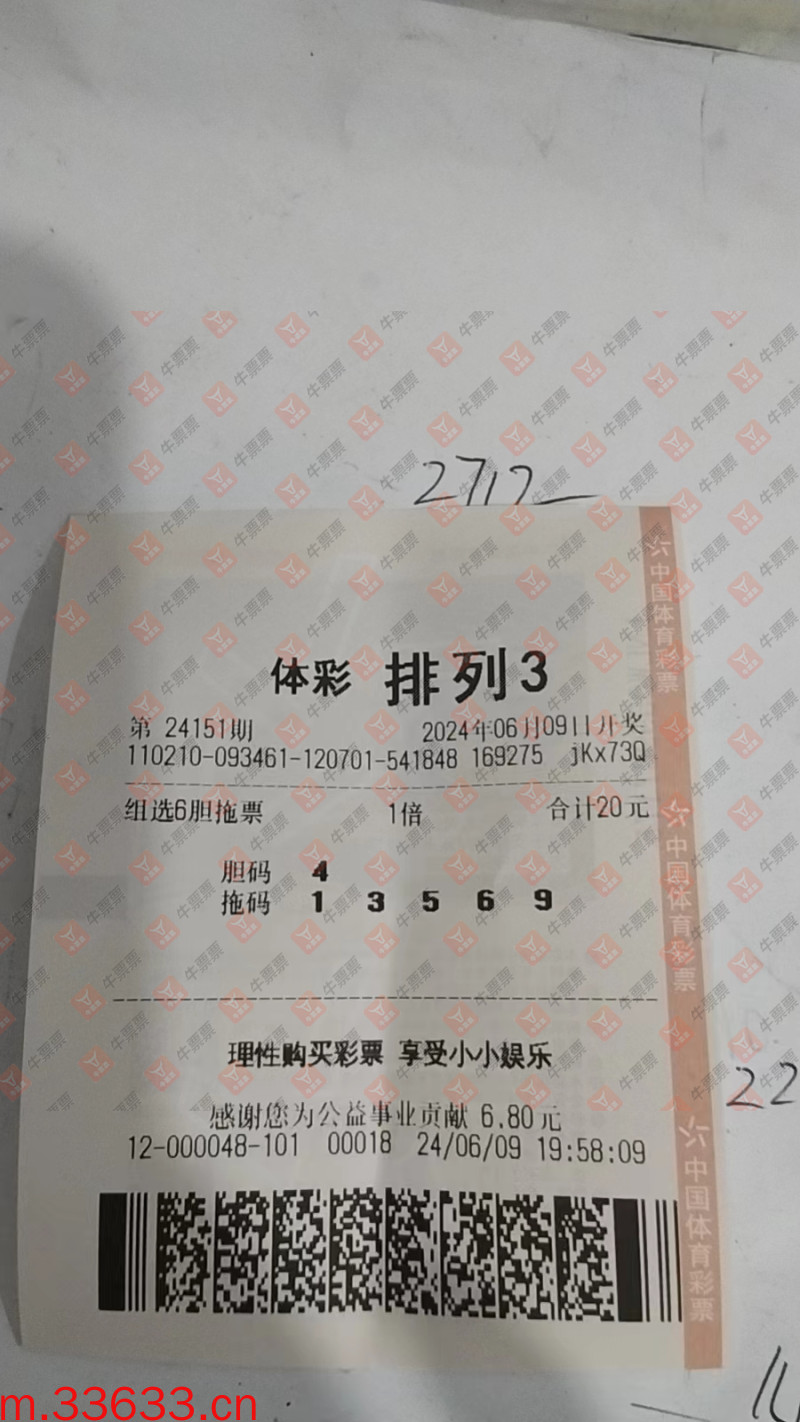 2717
体彩 排列3
第 24151期 2024年06月09日开奖
110210-093461-120701-541848 169275 jKx73Q
组选6胆拖票 1倍 合计20元
胆码 4
拖码 1 3 5 6 9
理性购买彩票 享受小小娱乐
感谢您为公益事业贡献 6.80元
12-000048-101 00018 24/06/09 19:58:09
中国体育彩票
中国体育彩票
中国体育彩票
22
牛票票
m.33633.cn